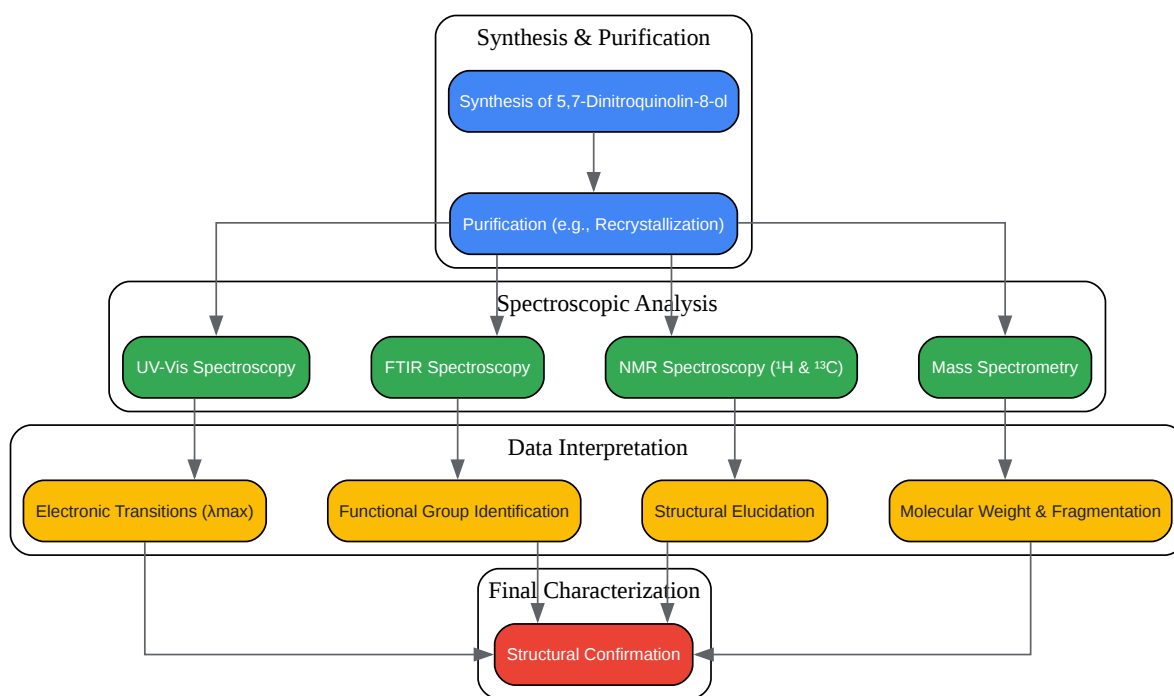 Synthesis & Purification
Synthesis of 5,7-Dinitroquinolin-8-ol
Purification (e.g., Recrystallization)
Spectroscopic Analysis
UV-Vis Spectroscopy
FTIR Spectroscopy
NMR Spectroscopy (¹H & ¹³C)
Mass Spectrometry
Data Interpretation
Electronic Transitions (λmax)
Functional Group Identification
Structural Elucidation
Molecular Weight & Fragmentation
Final Characterization
Structural Confirmation